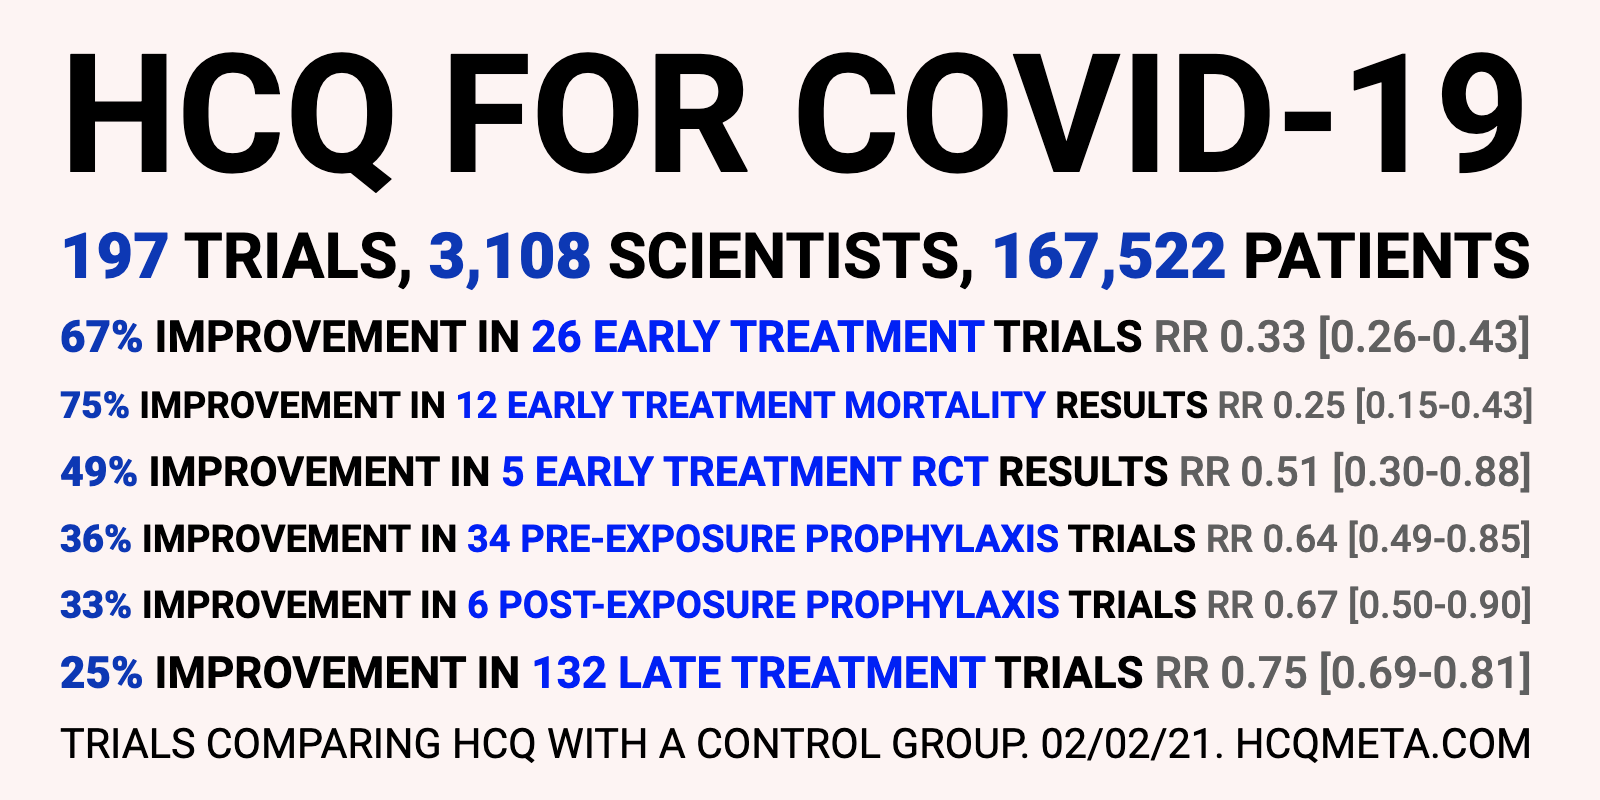 HCQ FOR COVID-19
197 TRIALS, 3,108 SCIENTISTS, 167,522 PATIENTS
67% IMPROVEMENT IN 26 EARLY TREATMENT TRIALS RR 0.33 [0.26-0.43]
75% IMPROVEMENT IN 12 EARLY TREATMENT MORTALITY RESULTS RR 0.25 [0.15-0.43]
49% IMPROVEMENT IN 5 EARLY TREATMENT RCT RESULTS RR 0.51 [0.30-0.88]
36% IMPROVEMENT IN 34 PRE-EXPOSURE PROPHYLAXIS TRIALS RR 0.64 [0.49-0.85]
33% IMPROVEMENT IN 6 POST-EXPOSURE PROPHYLAXIS TRIALS RR 0.67 [0.50-0.90]
25% IMPROVEMENT IN 132 LATE TREATMENT TRIALS RR 0.75 [0.69-0.81]
TRIALS COMPARING HCQ WITH A CONTROL GROUP. 02/02/21. HCQMETA.COM